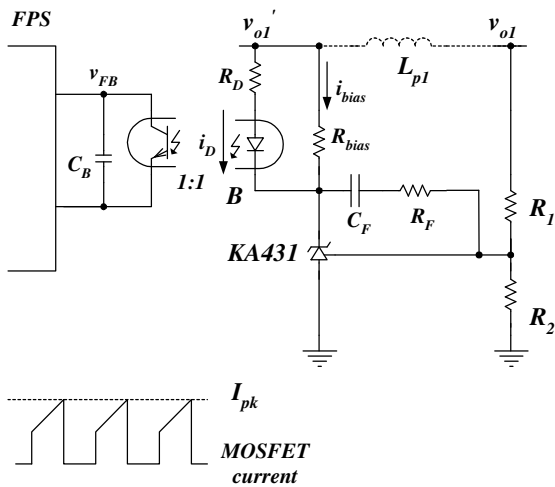 FPS
v_o1'
v_o1
v_FB
R_D
L_p1
i_bias
i_D
R_bias
C_B
1:1
B
C_F
R_F
R_1
KA431
R_2
I_pk
MOSFET
current